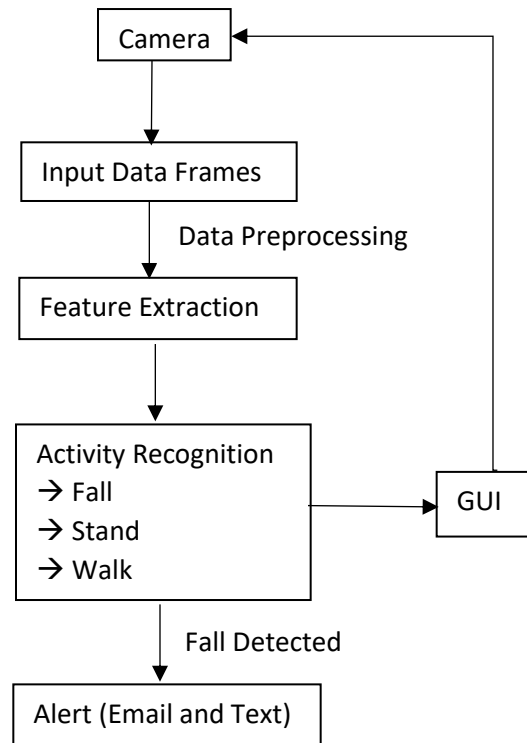 Camera
Input Data Frames
Data Preprocessing
Feature Extraction
Activity Recognition
→ Fall
→ Stand
→ Walk
GUI
Fall Detected
Alert (Email and Text)